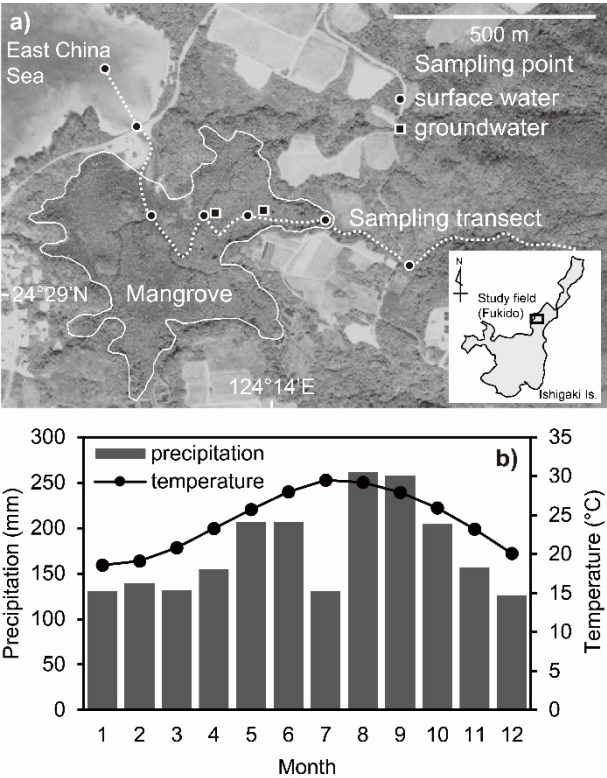 a)
East China
Sea
500 m
Sampling point
surface water
groundwater
Sampling transect
24°29'N
Mangrove
124°14'E
N
Study field
(Fukido)
Ishigaki Is.
b)
precipitation
temperature
Precipitation (mm)
300
250
200
150
100
50
0
Temperature (°C)
35
30
25
20
15
10
5
0
1 2 3 4 5 6 7 8 9 10 11 12
Month